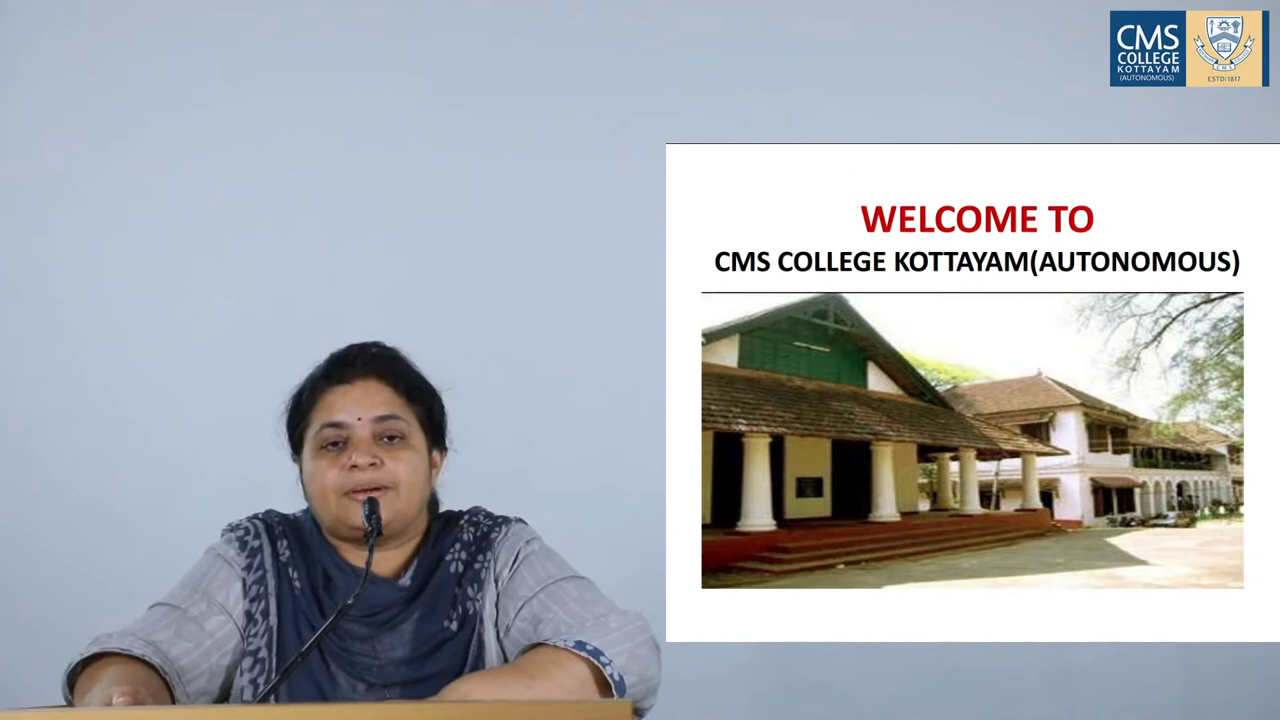 CMS
COLLEGE
KOTTAYAM
(AUTONOMOUS)
ESTD:1817
WELCOME TO
CMS COLLEGE KOTTAYAM(AUTONOMOUS)